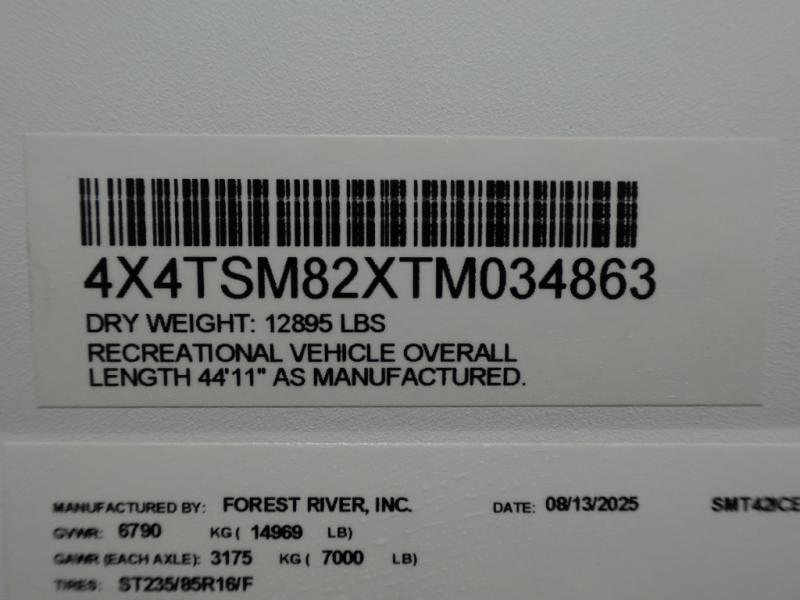 4X4TSM82XTM034863
DRY WEIGHT: 12895 LBS
RECREATIONAL VEHICLE OVERALL
LENGTH 44'11" AS MANUFACTURED.
MANUFACTURED BY: FOREST RIVER, INC. DATE: 08/13/2025
GVWR: 6790 KG ( 14969 LB)
GAWR (EACH AXLE): 3175 KG ( 7000 LB)
TIRES: ST235/85R16/F